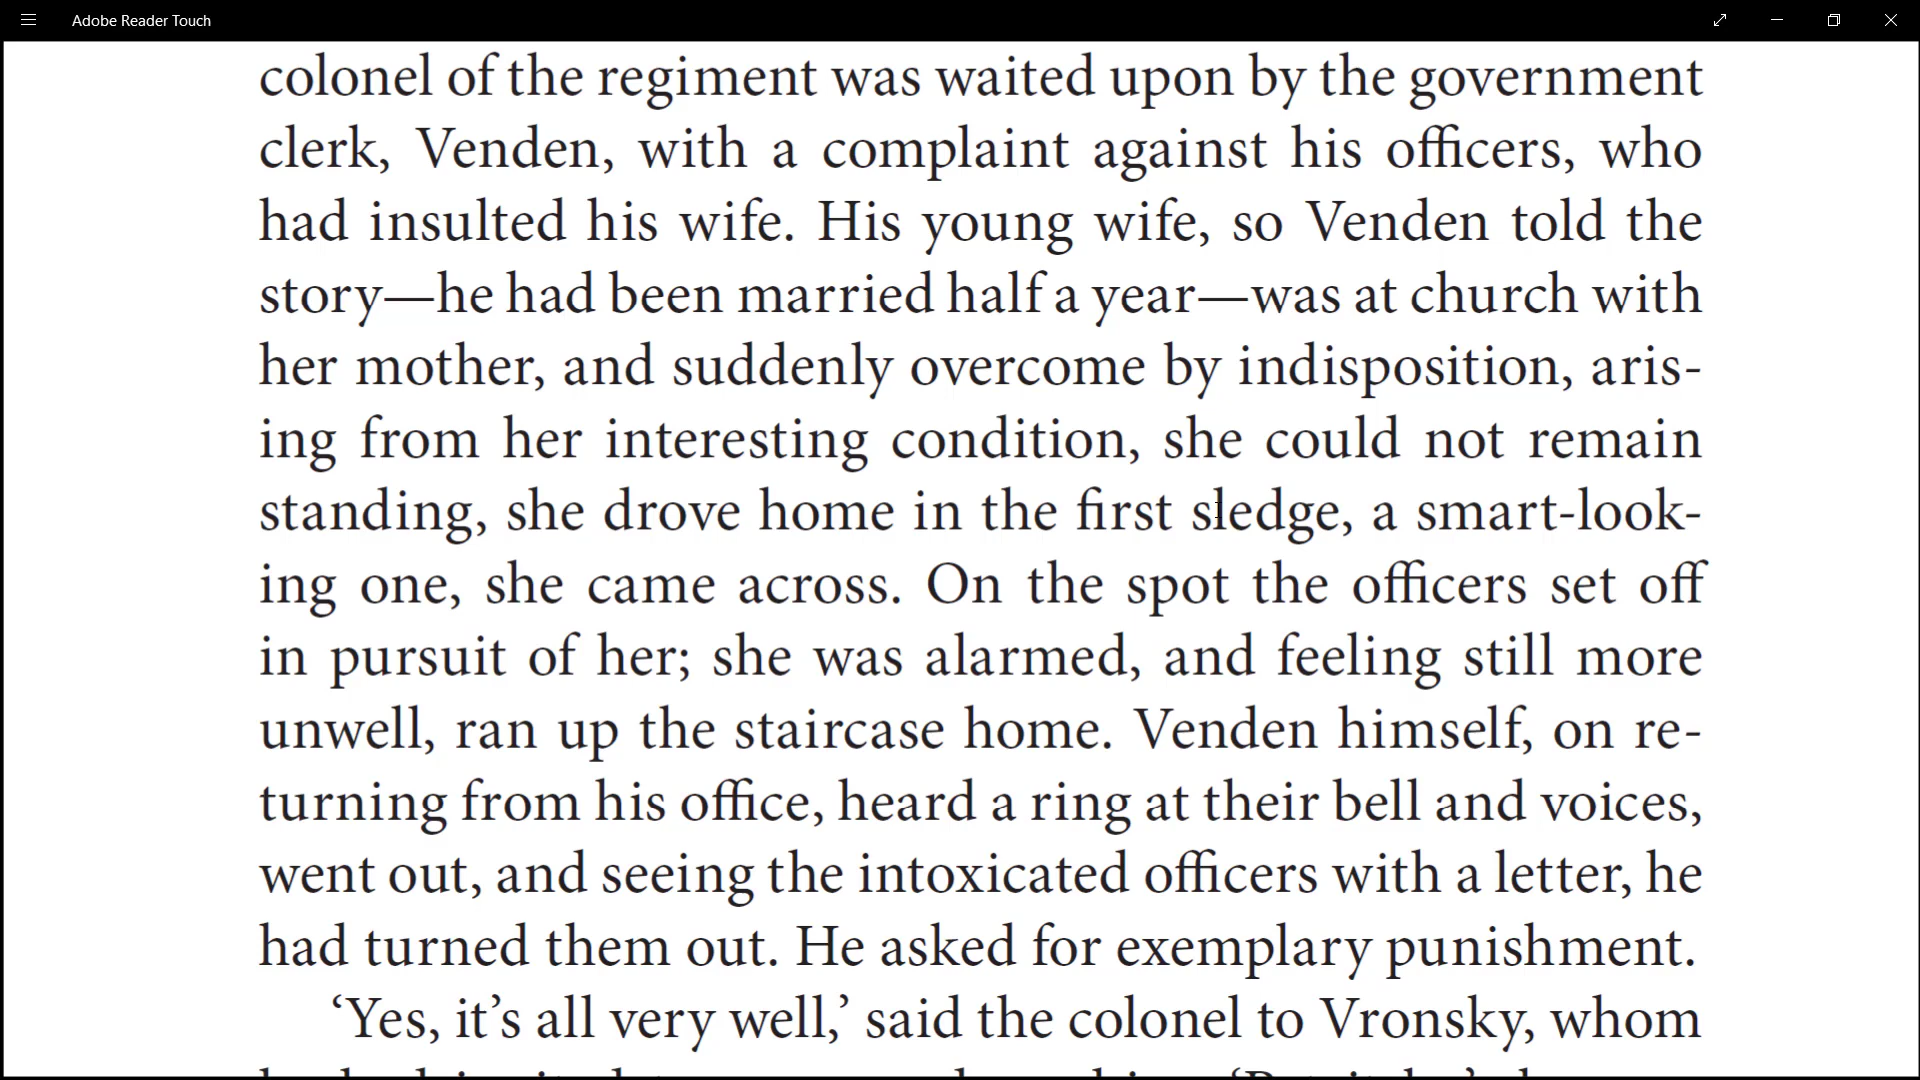 Adobe Reader Touch
colonel of the regiment was waited upon by the government
clerk, Venden, with a complaint against his officers, who
had insulted his wife. His young wife, so Venden told the
story—he had been married half a year—was at church with
her mother, and suddenly overcome by indisposition, aris-
ing from her interesting condition, she could not remain
standing, she drove home in the first sledge, a smart-look-
ing one, she came across. On the spot the officers set off
in pursuit of her; she was alarmed, and feeling still more
unwell, ran up the staircase home. Venden himself, on re-
turning from his office, heard a ring at their bell and voices,
went out, and seeing the intoxicated officers with a letter, he
had turned them out. He asked for exemplary punishment.
‘Yes, it’s all very well,’ said the colonel to Vronsky, whom